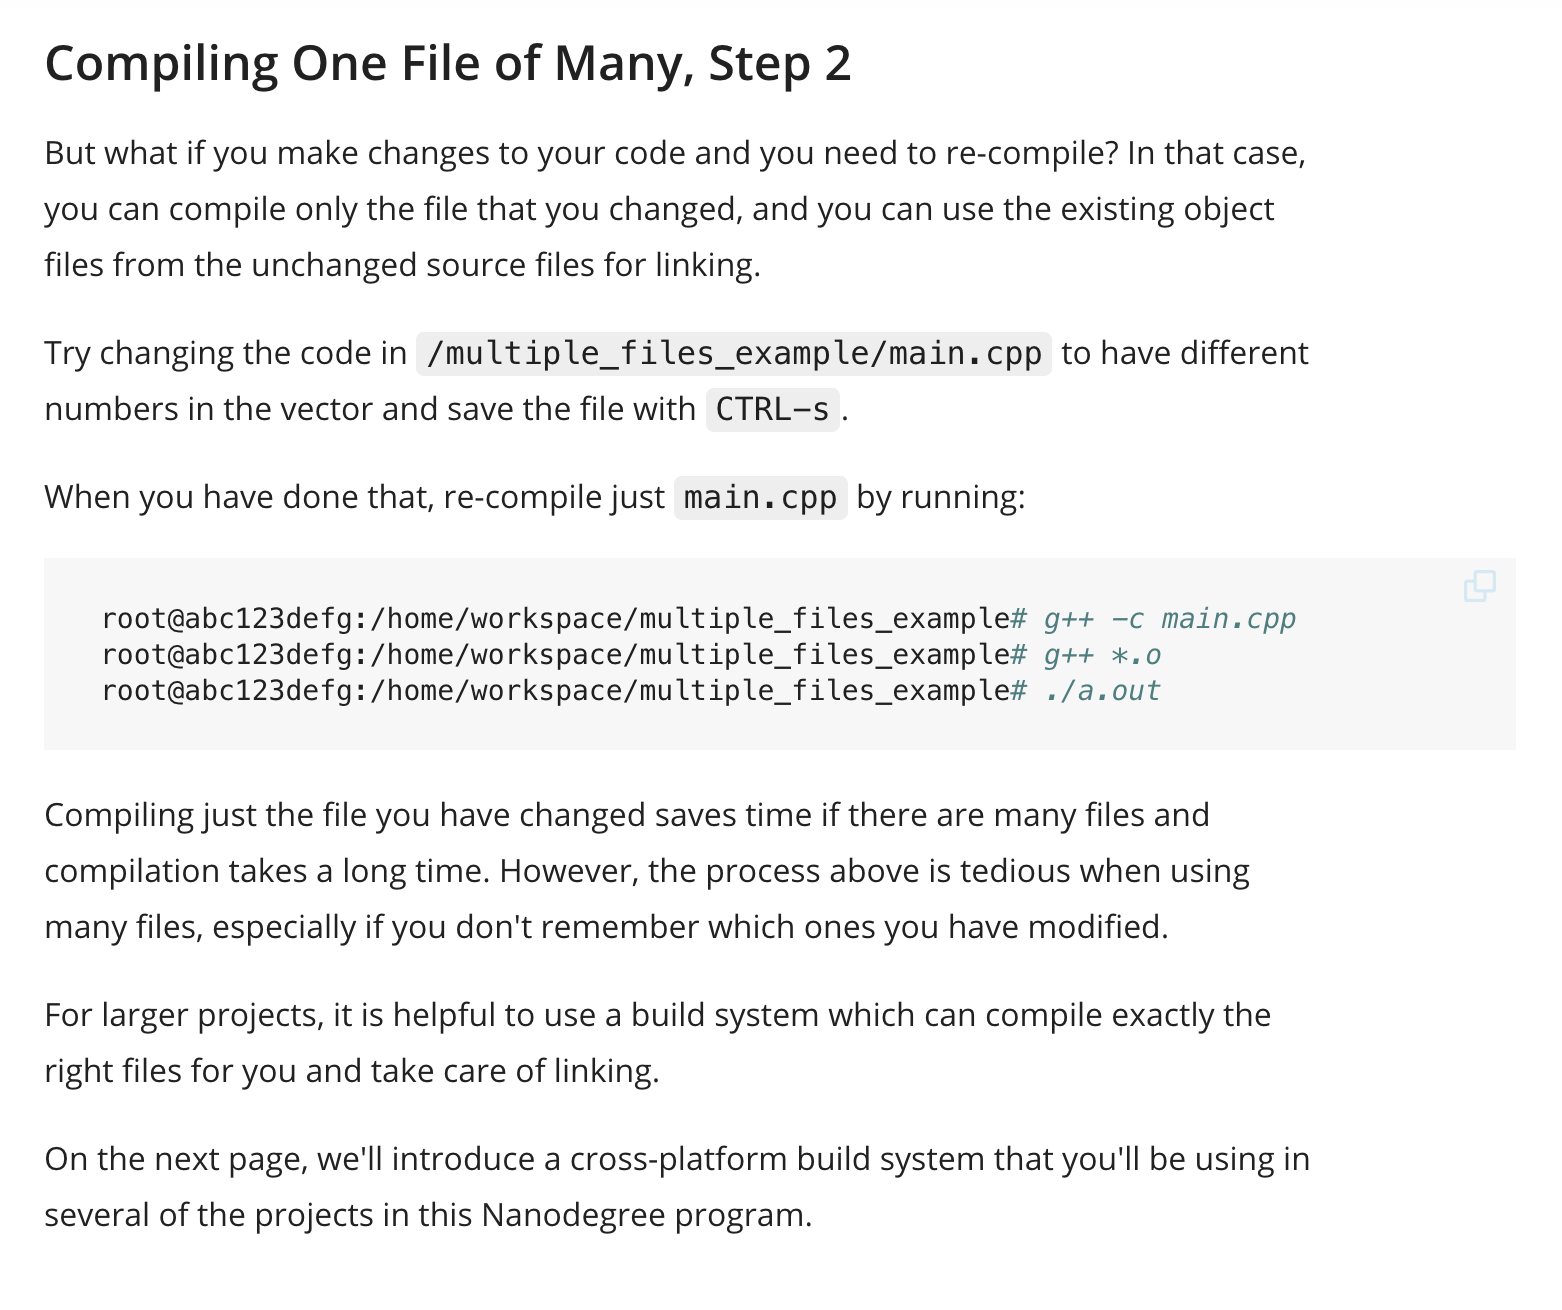 Compiling One File of Many, Step 2
But what if you make changes to your code and you need to re-compile? In that case,
you can compile only the file that you changed, and you can use the existing object
files from the unchanged source files for linking.
Try changing the code in /multiple_files_example/main.cpp to have different
numbers in the vector and save the file with CTRL-s.
When you have done that, re-compile just main.cpp by running:
root@abc123defg:/home/workspace/multiple_files_example# g++ -c main.cpp
root@abc123defg:/home/workspace/multiple_files_example# g++ *.o
root@abc123defg:/home/workspace/multiple_files_example# ./a.out
Compiling just the file you have changed saves time if there are many files and
compilation takes a long time. However, the process above is tedious when using
many files, especially if you don't remember which ones you have modified.
For larger projects, it is helpful to use a build system which can compile exactly the
right files for you and take care of linking.
On the next page, we'll introduce a cross-platform build system that you'll be using in
several of the projects in this Nanodegree program.